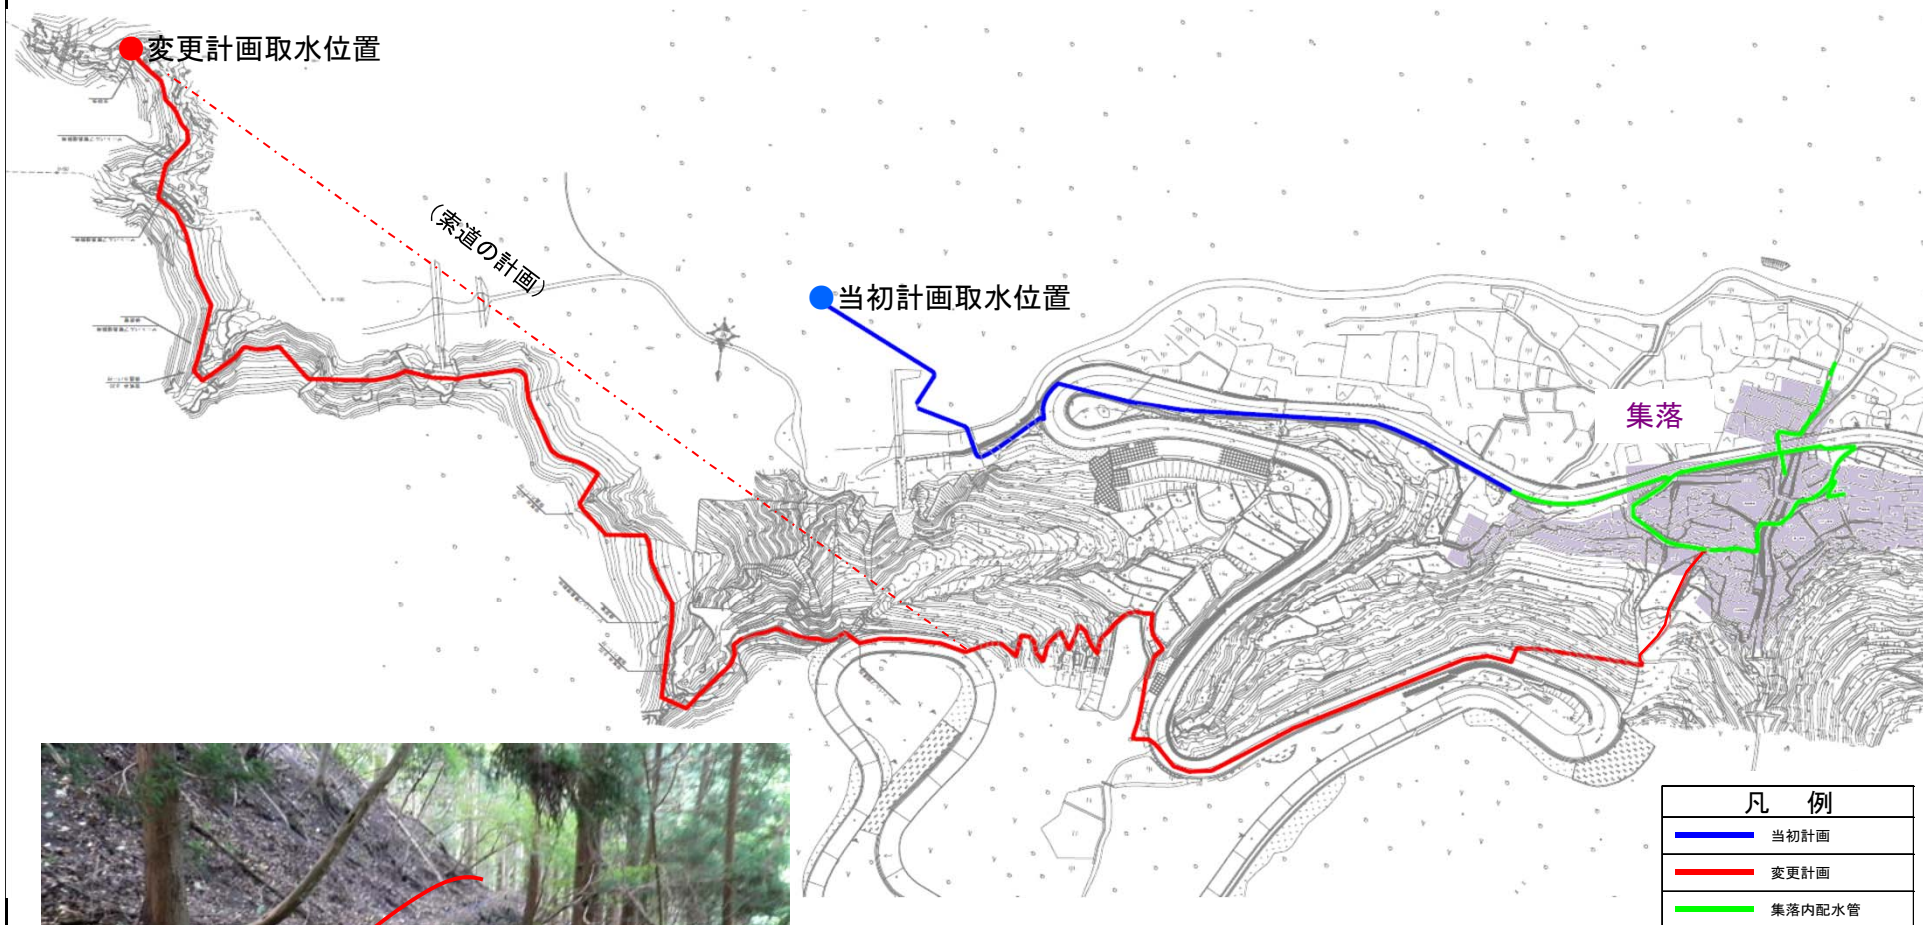 変更計画取水位置
(索道の計画)
当初計画取水位置
集落
凡 例
当初計画
変更計画
集落内配水管